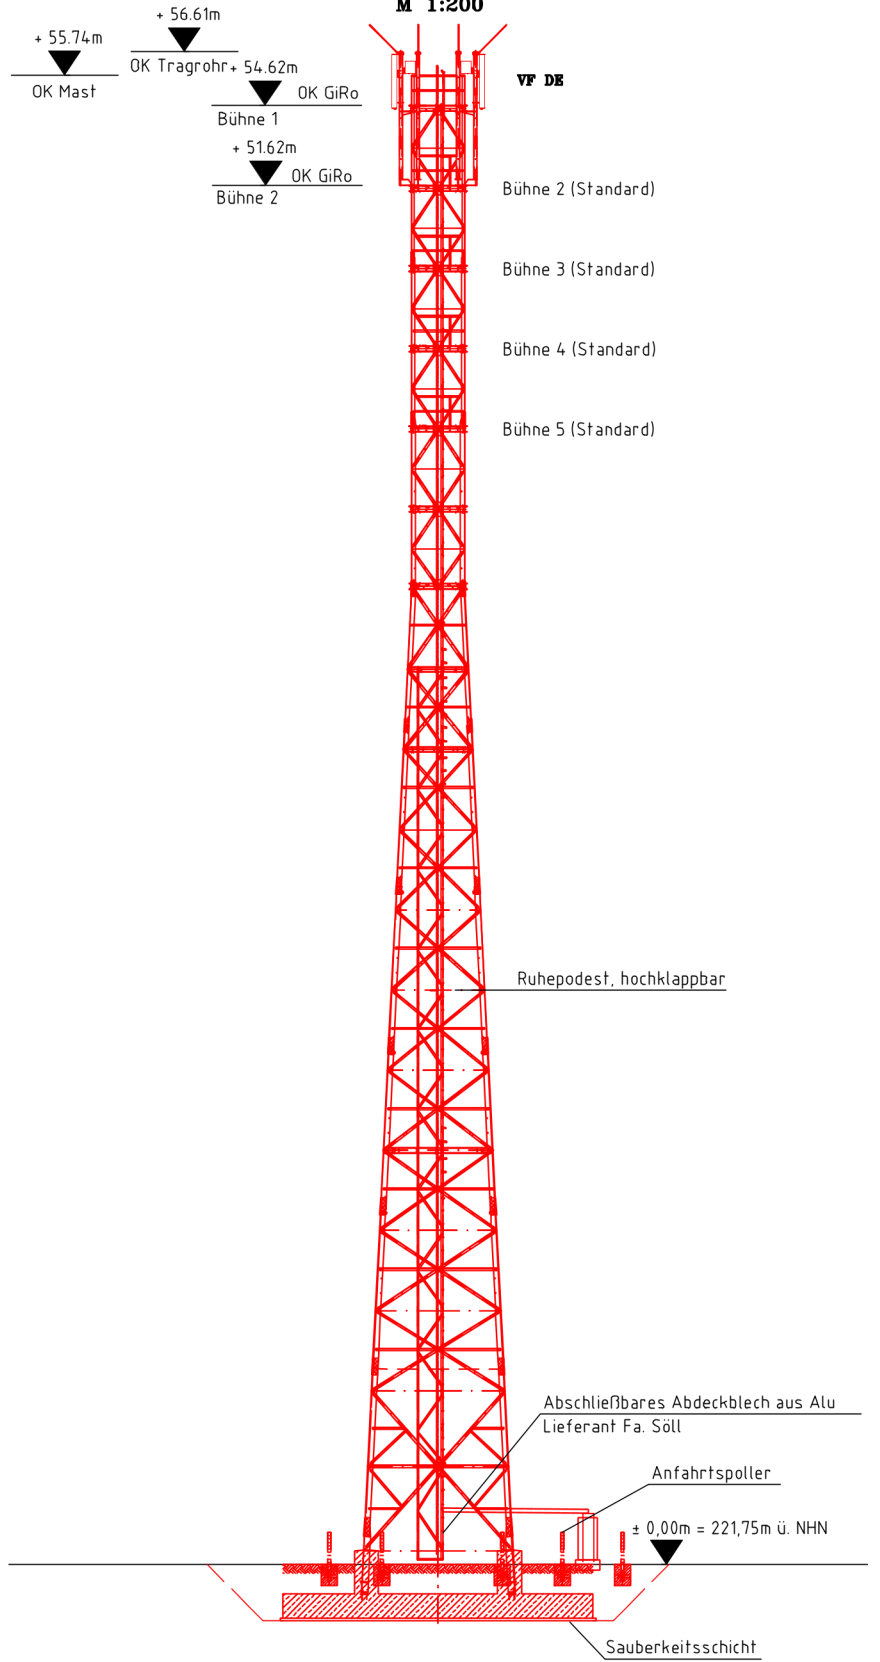 M 1:200
+ 56.61m
+ 55.74m
OK Tragrohr
OK Mast
+ 54.62m
OK GiRo
Bühne 1
VF DE
+ 51.62m
OK GiRo
Bühne 2
Bühne 2 (Standard)
Bühne 3 (Standard)
Bühne 4 (Standard)
Bühne 5 (Standard)
Ruhepodest, hochklappbar
Abschließbares Abdeckblech aus Alu
Lieferant Fa. Söll
Anfahrtspoller
± 0,00m = 221,75m ü. NHN
Sauberkeitsschicht